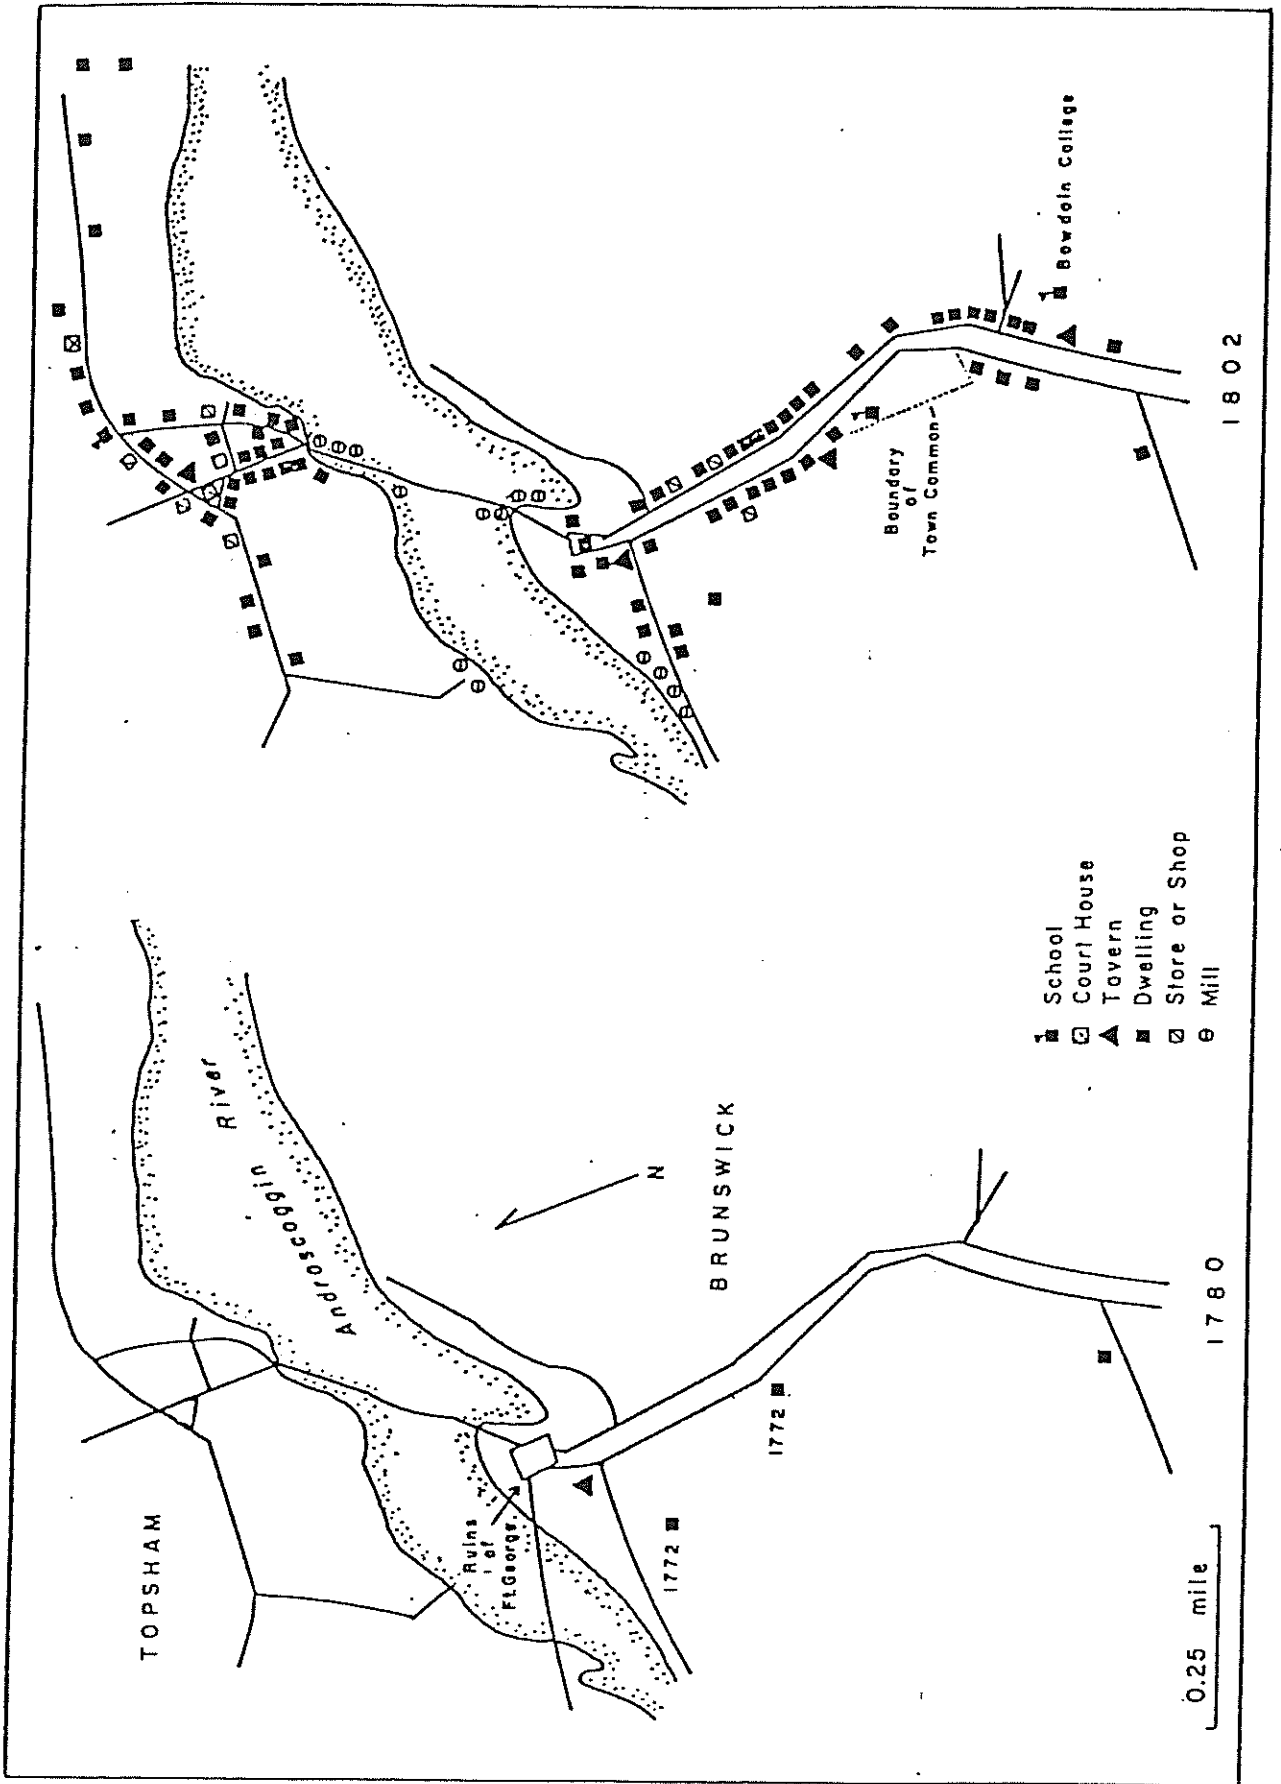 TOPSHAM
River
Androscoggin
Ruins
of
Ft.George
1772
1772
N
BRUNSWICK
0.25 mile
1780
School
Court House
Tavern
Dwelling
Store or Shop
Mill
Boundary
of
Town Common
Bowdoin College
1802